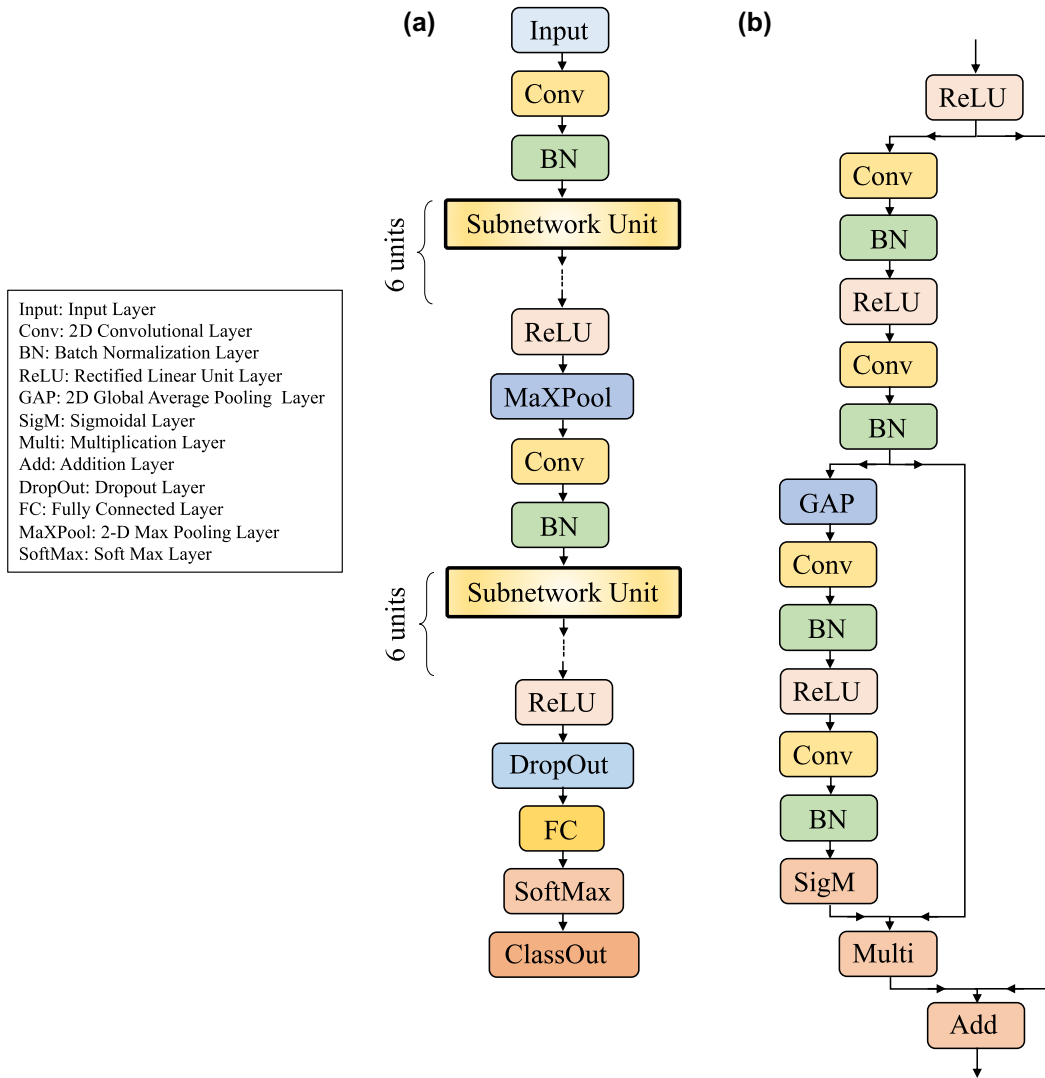 (a)
Input
Conv
BN
Subnetwork Unit
6 units
ReLU
MaXPool
Conv
BN
Subnetwork Unit
6 units
ReLU
DropOut
FC
SoftMax
ClassOut
Input: Input Layer
Conv: 2D Convolutional Layer
BN: Batch Normalization Layer
ReLU: Rectified Linear Unit Layer
GAP: 2D Global Average Pooling Layer
SigM: Sigmoidal Layer
Multi: Multiplication Layer
Add: Addition Layer
DropOut: Dropout Layer
FC: Fully Connected Layer
MaXPool: 2-D Max Pooling Layer
SoftMax: Soft Max Layer
(b)
ReLU
Conv
BN
ReLU
Conv
BN
GAP
Conv
BN
ReLU
Conv
BN
SigM
Multi
Add